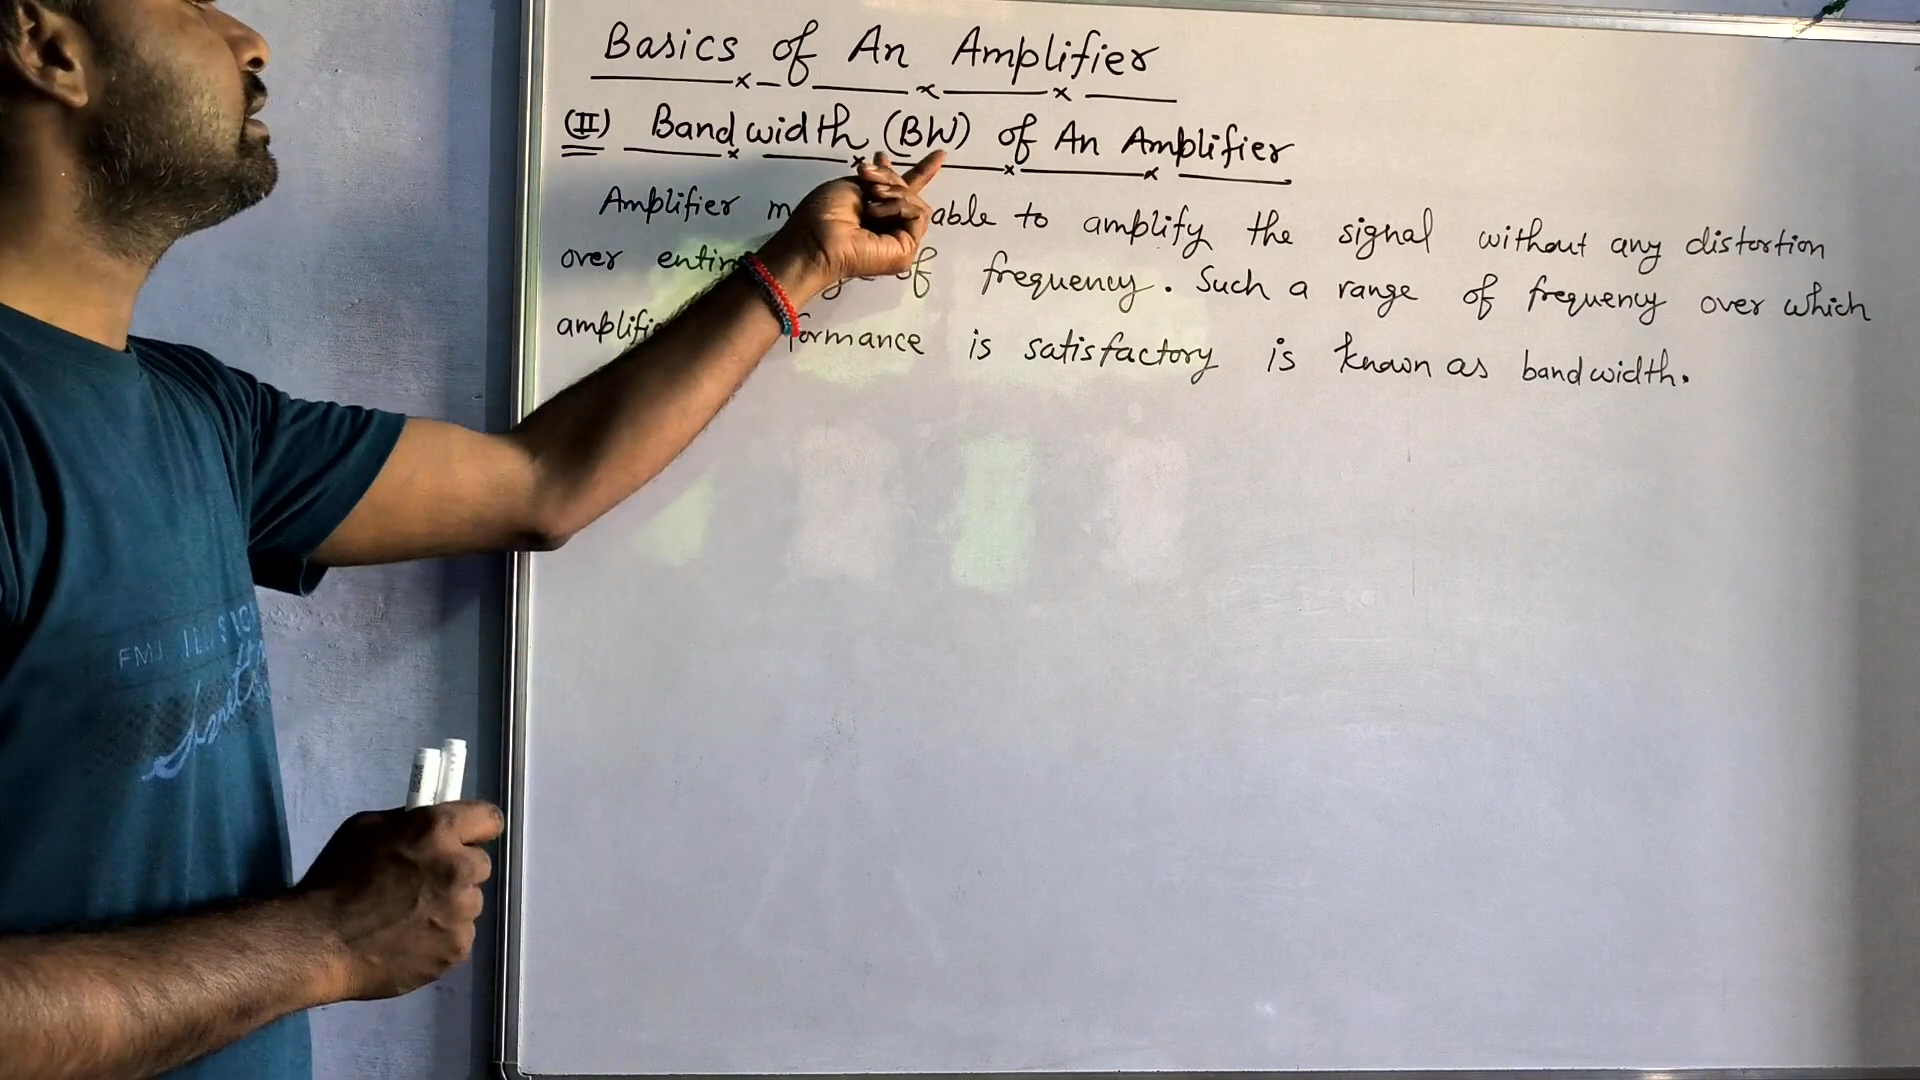 Basics of An Amplifier
(II) Bandwidth (BW) of An Amplifier
Amplifier able to amplify the signal without any distortion
over of frequency. Such a range of frequency over which
is satisfactory is known as bandwidth.